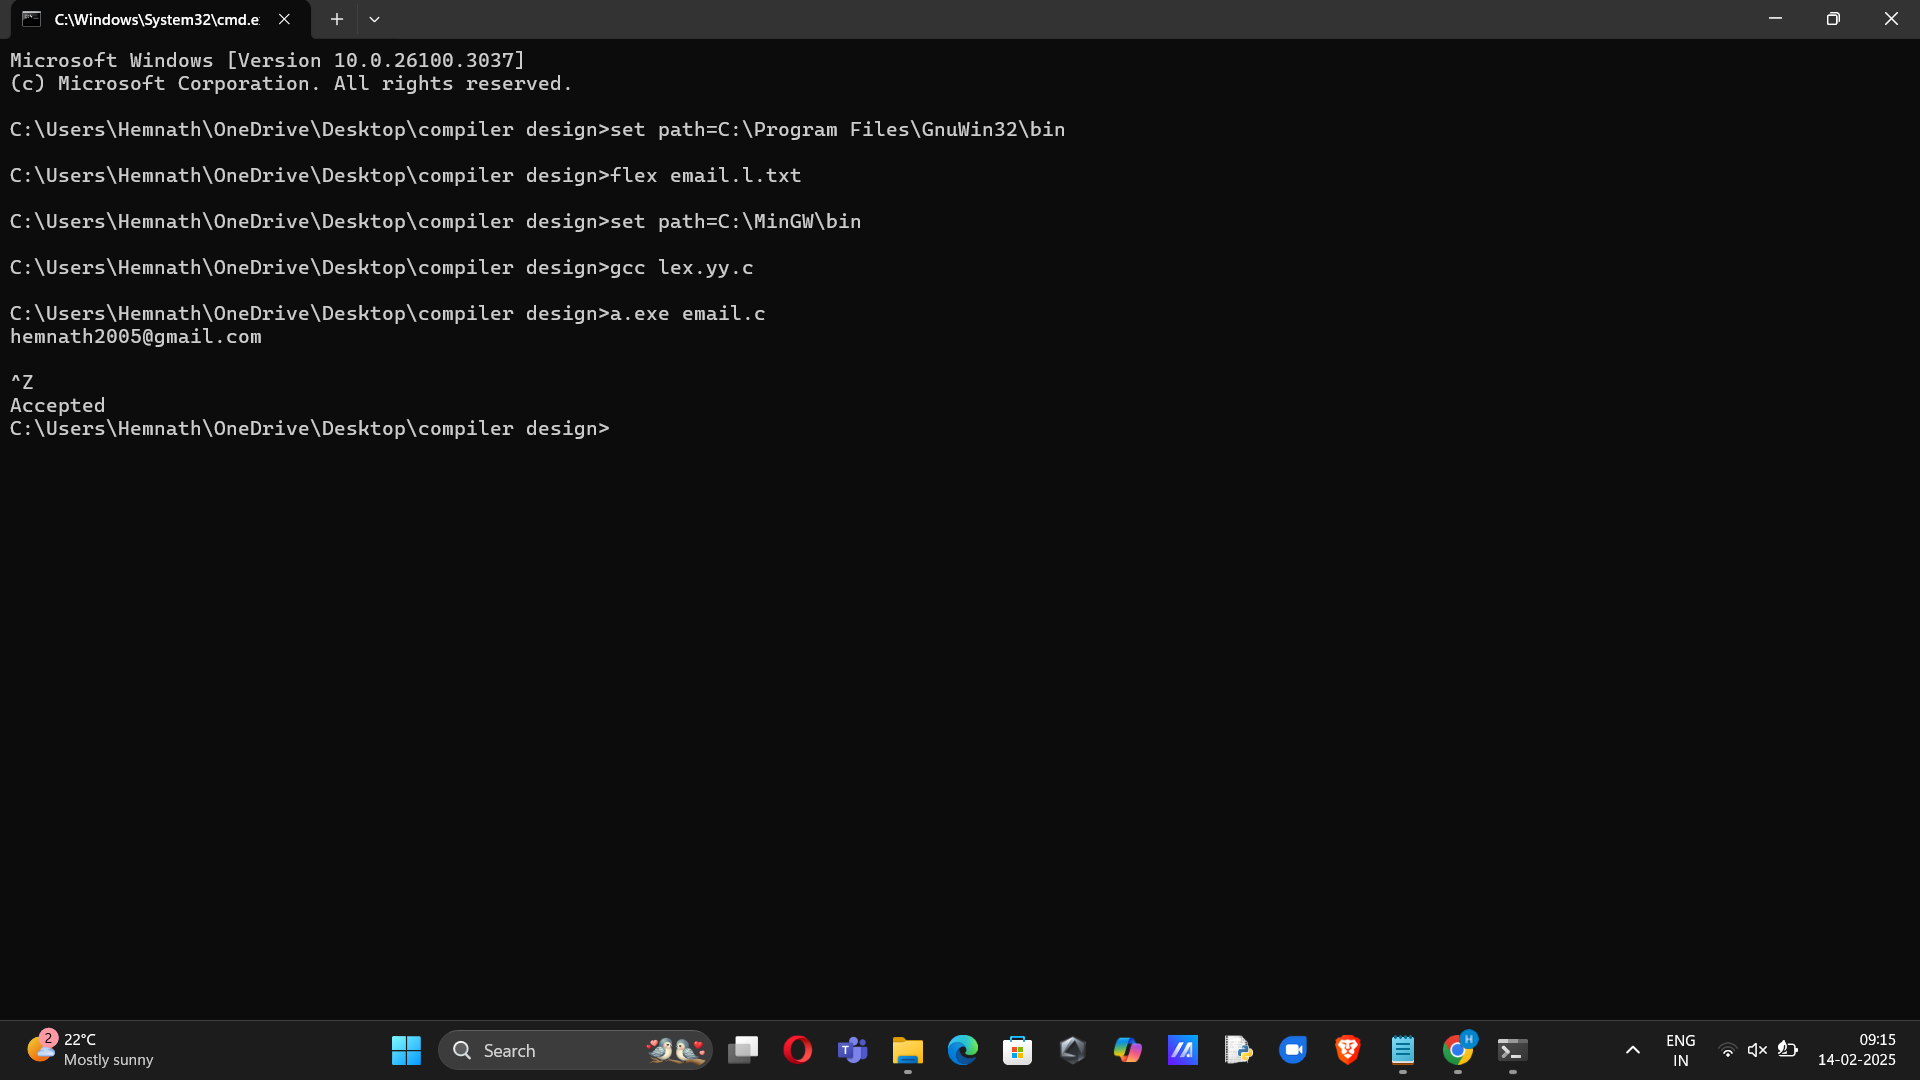 C:\Windows\System32\cmd.e
Microsoft Windows [Version 10.0.26100.3037]
(c) Microsoft Corporation. All rights reserved.
C:\Users\Hemnath\OneDrive\Desktop\compiler design>set path=C:\Program Files\GnuWin32\bin
C:\Users\Hemnath\OneDrive\Desktop\compiler design>flex email.l.txt
C:\Users\Hemnath\OneDrive\Desktop\compiler design>set path=C:\MinGW\bin
C:\Users\Hemnath\OneDrive\Desktop\compiler design>gcc lex.yy.c
C:\Users\Hemnath\OneDrive\Desktop\compiler design>a.exe email.c
hemnath2005@gmail.com
^Z
Accepted
C:\Users\Hemnath\OneDrive\Desktop\compiler design>
2
22°C
Mostly sunny
Search
T
H
ENG
IN
09:15
14-02-2025